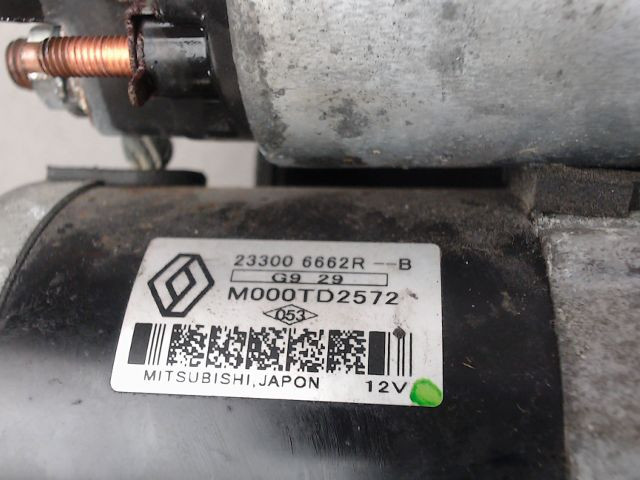 23300 6662R --B
G9 29
M000TD2572
053
MITSUBISHI, JAPON 12V